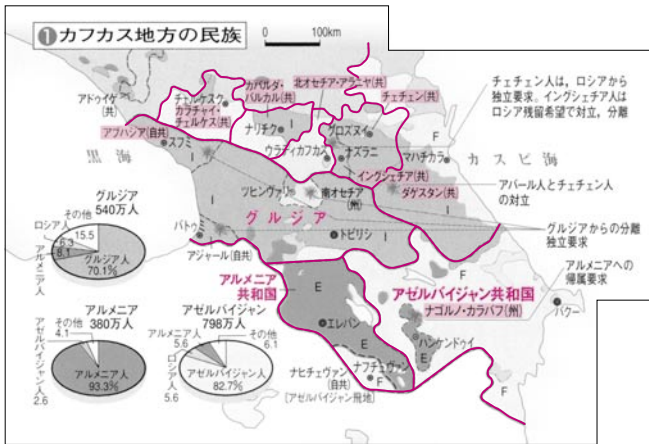 ❶カフカス地方の民族
0 100km
チェチェン人は，ロシアから
独立要求。イングシェチア人は
ロシア残留希望で対立，分離
アドゥイケ
(共)
チェルケスク
カラチャイ・
チェルケス(共)
カバルダ・
バルカル(共)
北オセチア・アラニヤ(共)
チェチェン(共)
アブハジア(自共)
スフミ
ナリチク
グロズヌイ
ウラディカフカス
ナズラニ
マハチカラ
イングシェチア(共)
ダゲスタン(共)
黒海
カスピ海
アバール人とチェチェン人
の対立
ツヒンヴァリ
南オセチア
(州)
グルジア
トビリシ
グルジアからの分離
独立要求
バトゥミ
アジャール(自共)
アルメニア
共和国
アゼルバイジャン共和国
アルメニアへの
帰属要求
ナゴルノ・カラバフ(州)
バクー
エレバン
ハンケンドゥイ
ナヒチェヴァン
(自共)
[アゼルバイジャン飛地]
ナフチェヴァン
I
I
I
I
I
F
F
F
F
E
E
E
グルジア
540万人
ロシア人
6.3
その他
15.5
アルメニア人
8.1
グルジア人
70.1%
アルメニア
380万人
その他
4.1
アゼルバイジャン人
2.6
アルメニア人
93.3%
アゼルバイジャン
798万人
アルメニア人
5.6
その他
6.1
ロシア人
5.6
アゼルバイジャン人
82.7%